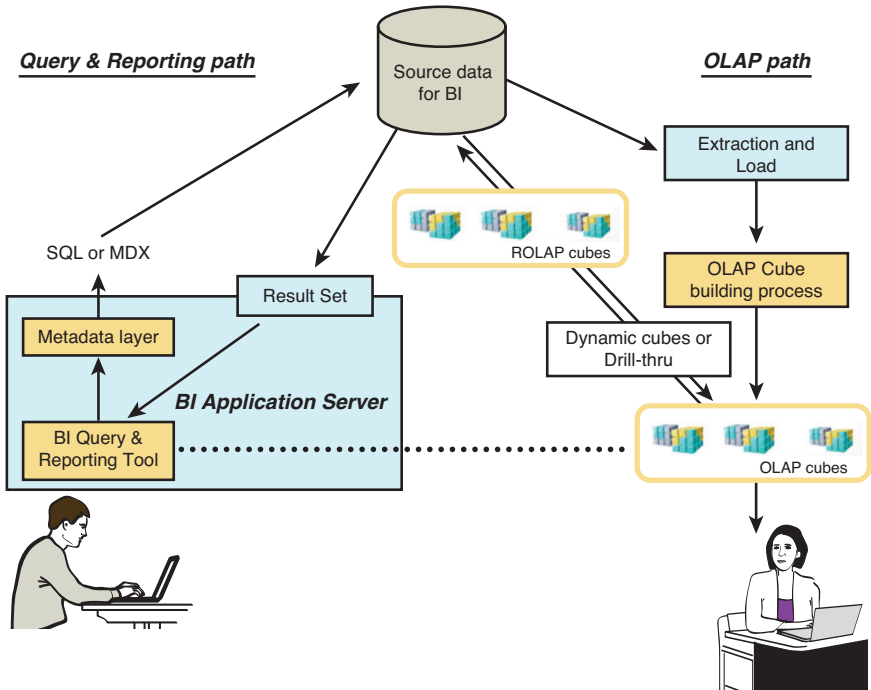 Query & Reporting path
Source data
for BI
OLAP path
Extraction and
Load
ROLAP cubes
SQL or MDX
OLAP Cube
building process
Result Set
Metadata layer
Dynamic cubes or
Drill-thru
BI Application Server
BI Query &
Reporting Tool
OLAP cubes